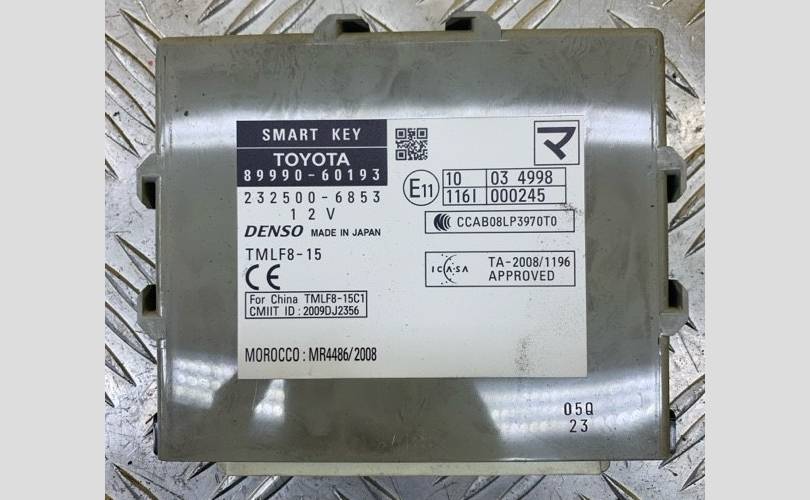 SMART KEY
TOYOTA
89990-60193
232500-6853
12V
DENSO MADE IN JAPAN
TMLF8-15
CE
For China TMLF8-15C1
CMIIT ID : 2009DJ2356
MOROCCO : MR4486/2008
マ
E11
10 03 4998
116I 000245
CCAB08LP3970T0
ICASA
TA-2008/1196
APPROVED
05Q
23